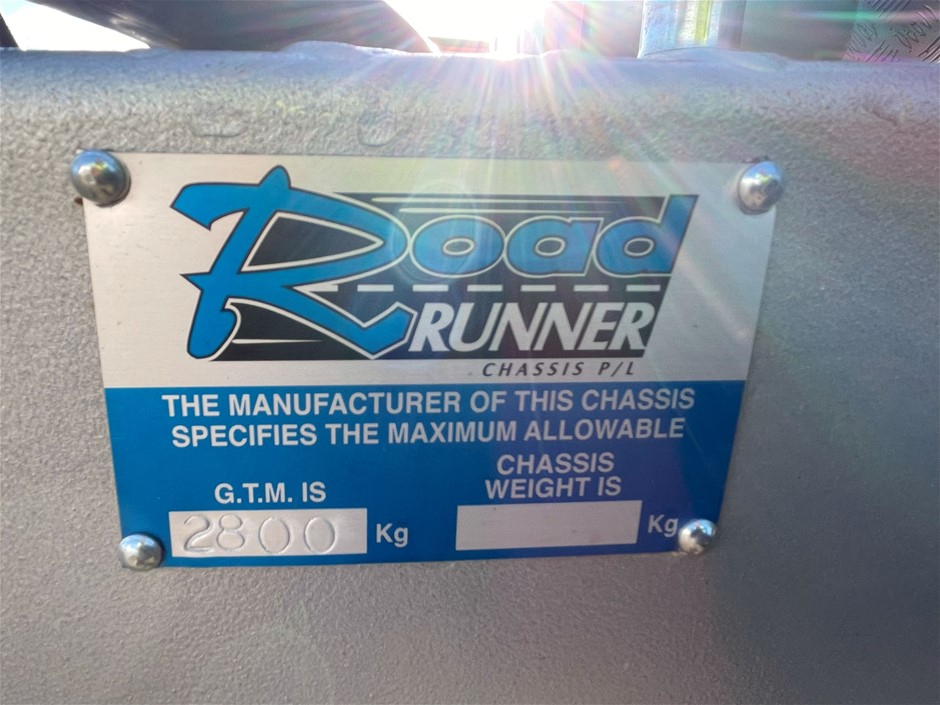 Road
RUNNER
CHASSIS P/L
THE MANUFACTURER OF THIS CHASSIS
SPECIFIES THE MAXIMUM ALLOWABLE
G.T.M. IS
2800 Kg
CHASSIS
WEIGHT IS
Kg